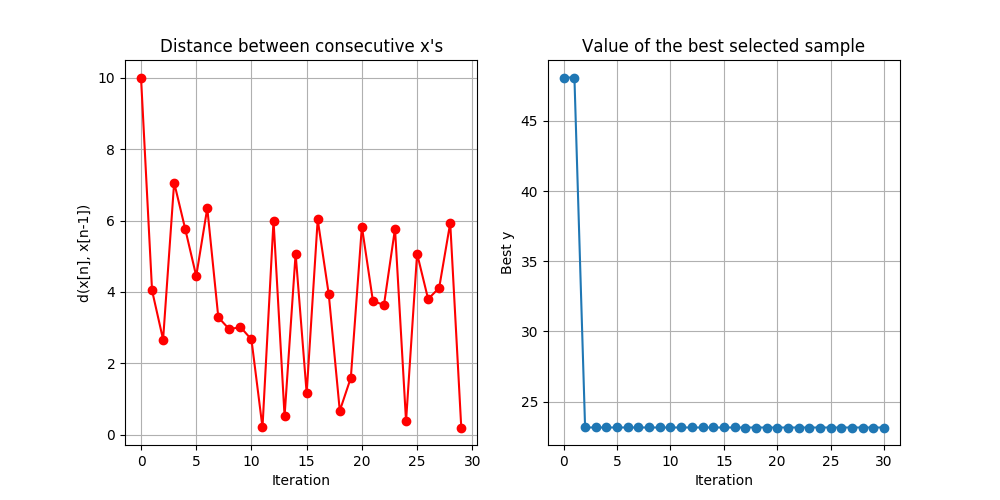 Distance between consecutive x's
d(x[n], x[n-1])
10
8
6
4
2
0
0 5 10 15 20 25 30
Iteration
Value of the best selected sample
Best y
45
40
35
30
25
0 5 10 15 20 25 30
Iteration